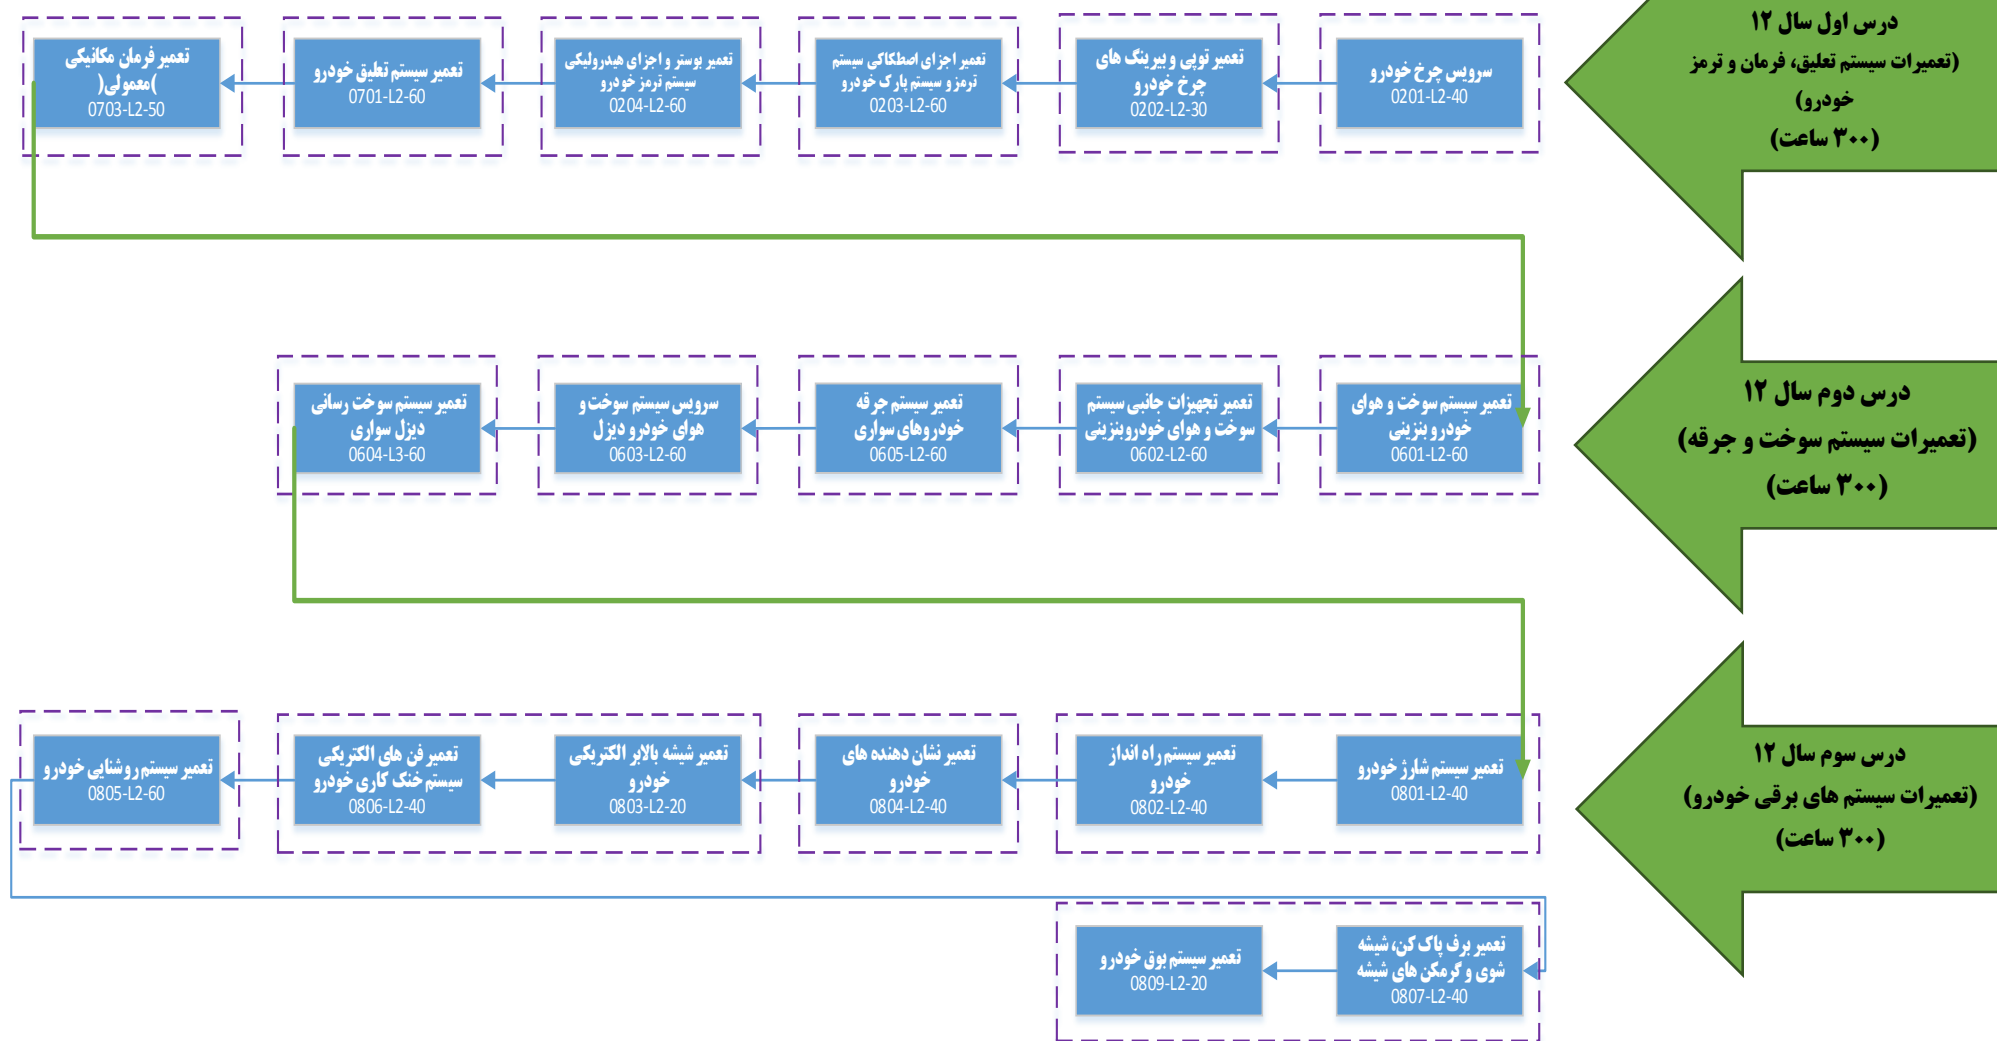 درس اول سال ۱۲
(تعمیرات سیستم تعلیق، فرمان و ترمز
خودرو)
(۳۰۰ ساعت)
سرویس چرخ خودرو
0201-L2-40
تعمیر توپی و بیرینگ های
چرخ خودرو
0202-L2-30
تعمیر اجزای اصطکاکی سیستم
ترمز و سیستم پارک خودرو
0203-L2-60
تعمیر بوستر و اجزای هیدرولیکی
سیستم ترمز خودرو
0204-L2-60
تعمیر سیستم تعلیق خودرو
0701-L2-60
تعمیر فرمان مکانیکی
)معمولی(
0703-L2-50
درس دوم سال ۱۲
(تعمیرات سیستم سوخت و جرقه)
(۳۰۰ ساعت)
تعمیر سیستم سوخت و هوای
خودرو بنزینی
0601-L2-60
تعمیر تجهیزات جانبی سیستم
سوخت و هوای خودروبنزینی
0602-L2-60
تعمیر سیستم جرقه
خودروهای سواری
0605-L2-60
سرویس سیستم سوخت و
هوای خودرو دیزل
0603-L2-60
تعمیر سیستم سوخت رسانی
دیزل سواری
0604-L3-60
درس سوم سال ۱۲
(تعمیرات سیستم های برقی خودرو)
(۳۰۰ ساعت)
تعمیر سیستم شارژ خودرو
0801-L2-40
تعمیر سیستم راه انداز
خودرو
0802-L2-40
تعمیر نشان دهنده های
خودرو
0804-L2-40
تعمیر شیشه بالابر الکتریکی
خودرو
0803-L2-20
تعمیر فن های الکتریکی
سیستم خنک کاری خودرو
0806-L2-40
تعمیر سیستم روشنایی خودرو
0805-L2-60
تعمیر برف پاک کن، شیشه
شوی و گرمکن های شیشه
0807-L2-40
تعمیر سیستم بوق خودرو
0809-L2-20